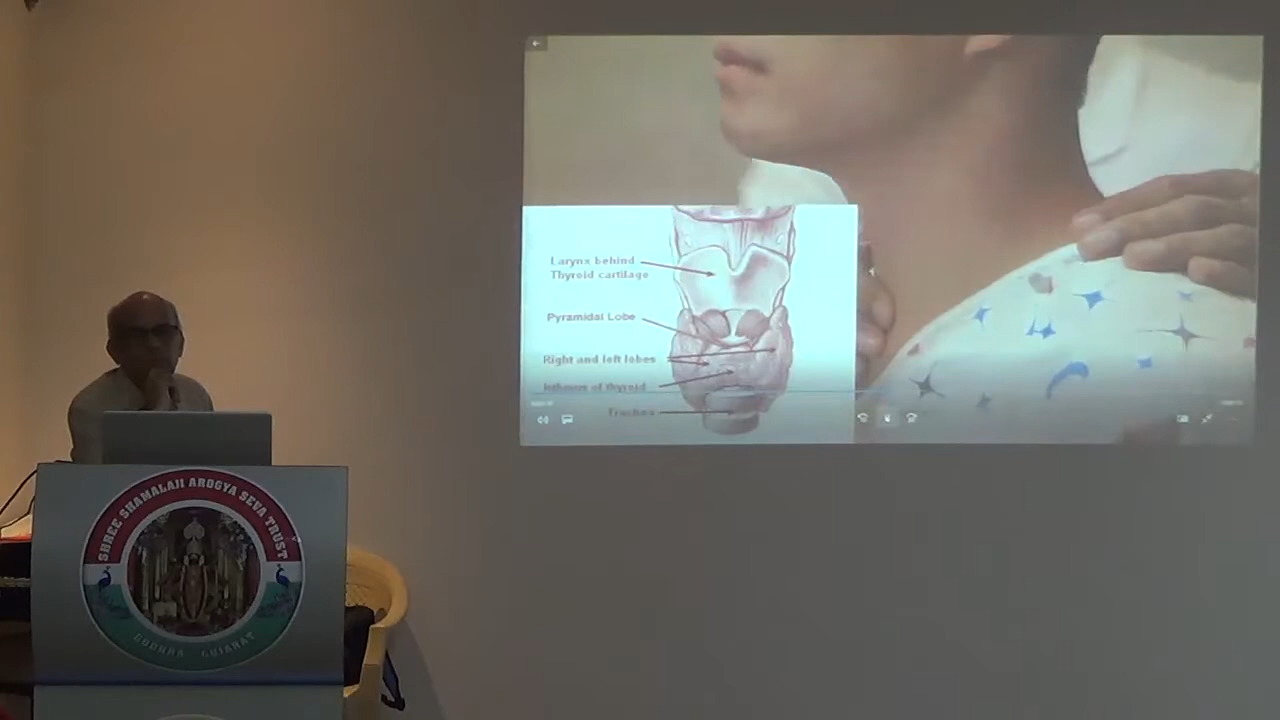 Larynx behind
Thyroid cartilage
Pyramidal Lobe
Right and left lobes
Isthmus of thyroid
Trachea
SHREE SHAMALAJI AROGYA SEVA TRUST
GODHRA GUJARAT